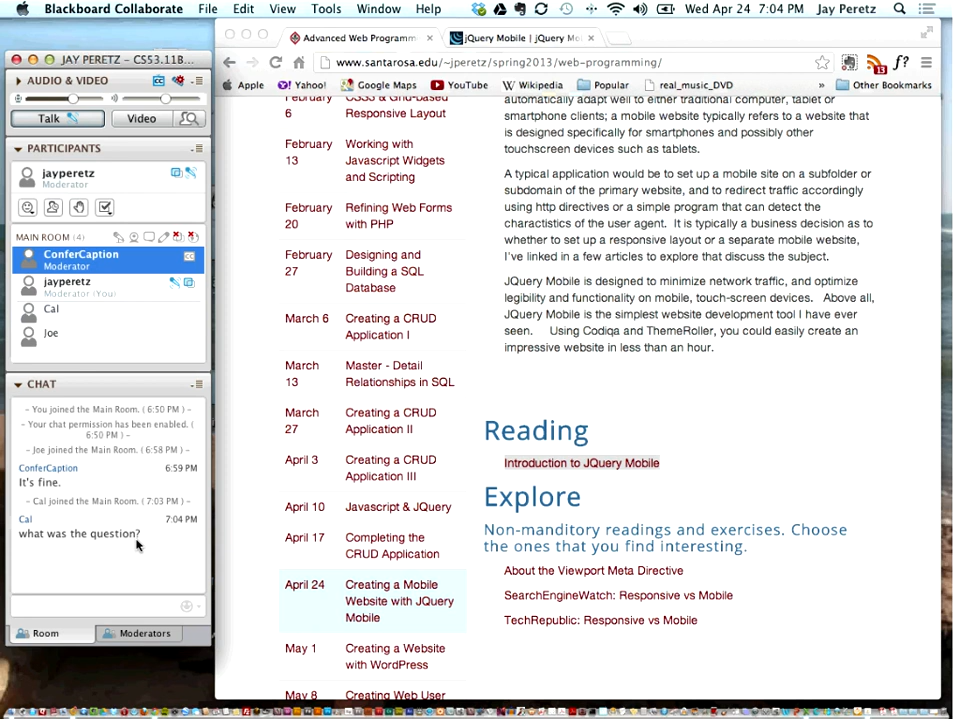 Blackboard Collaborate File Edit View Tools Window Help Wed Apr 24 7:04 PM Jay Peretz
JAY PERETZ – CS53.11B...
AUDIO & VIDEO
Talk Video
PARTICIPANTS
jayperetz
Moderator
MAIN ROOM (4)
ConferCaption
Moderator
jayperetz
Moderator (You)
Cal
Joe
CHAT
– You joined the Main Room. ( 6:50 PM ) –
– Your chat permission has been enabled. (
6:50 PM ) –
– Joe joined the Main Room. ( 6:58 PM ) –
ConferCaption 6:59 PM
It's fine.
– Cal joined the Main Room. ( 7:03 PM ) –
Cal 7:04 PM
what was the question?
Room Moderators
Advanced Web Programm jQuery Mobile | jQuery Mo
www.santarosa.edu/~jperetz/spring2013/web-programming/
13 f?
Apple Yahoo! Google Maps YouTube Wikipedia Popular real_music_DVD » Other Bookmarks
February 6 CSS3 & Grid-based Responsive Layout
February 13 Working with Javascript Widgets and Scripting
February 20 Refining Web Forms with PHP
February 27 Designing and Building a SQL Database
March 6 Creating a CRUD Application I
March 13 Master - Detail Relationships in SQL
March 27 Creating a CRUD Application II
April 3 Creating a CRUD Application III
April 10 Javascript & JQuery
April 17 Completing the CRUD Application
April 24 Creating a Mobile Website with JQuery Mobile
May 1 Creating a Website with WordPress
May 8 Creating Web User
automatically adapt well to either traditional computer, tablet or
smartphone clients; a mobile website typically refers to a website that
is designed specifically for smartphones and possibly other
touchscreen devices such as tablets.
A typical application would be to set up a mobile site on a subfolder or
subdomain of the primary website, and to redirect traffic accordingly
using http directives or a simple program that can detect the
charactistics of the user agent. It is typically a business decision as to
whether to set up a responsive layout or a separate mobile website,
I've linked in a few articles to explore that discuss the subject.
JQuery Mobile is designed to minimize network traffic, and optimize
legibility and functionality on mobile, touch-screen devices. Above all,
JQuery Mobile is the simplest website development tool I have ever
seen. Using Codiqa and ThemeRoller, you could easily create an
impressive website in less than an hour.
Reading
Introduction to JQuery Mobile
Explore
Non-manditory readings and exercises. Choose
the ones that you find interesting.
About the Viewport Meta Directive
SearchEngineWatch: Responsive vs Mobile
TechRepublic: Responsive vs Mobile